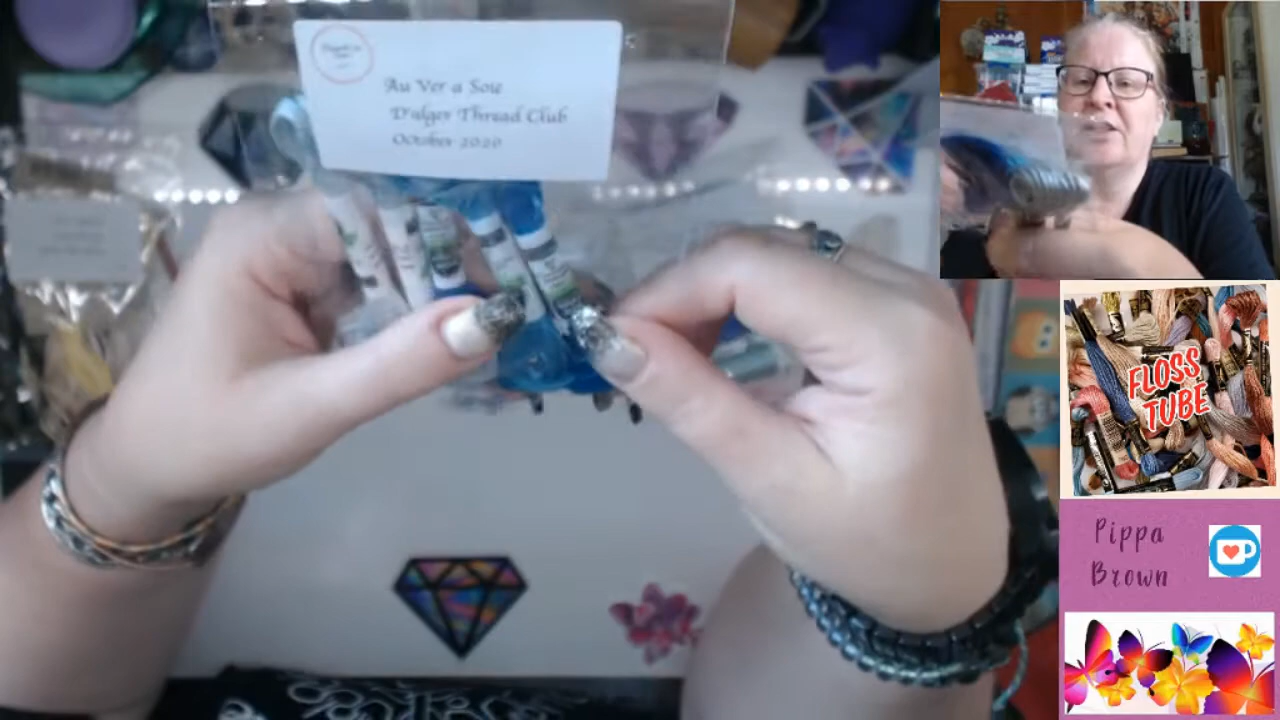 Au Ver a Soie
D'alger Thread Club
October 2020
FLOSS
TUBE
Pippa
Brown